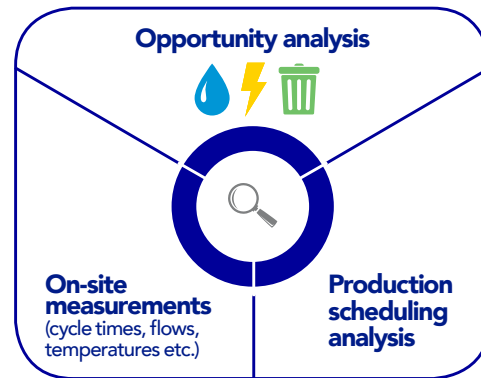 Opportunity analysis
On-site
measurements
(cycle times, flows,
temperatures etc.)
Production
scheduling
analysis